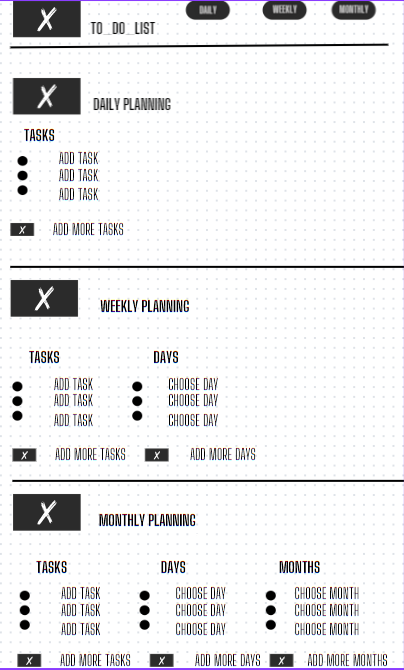 X TO_DO_LIST DAILY WEEKLY MONTHLY
X DAILY PLANNING
TASKS
ADD TASK
ADD TASK
ADD TASK
X ADD MORE TASKS
X WEEKLY PLANNING
TASKS DAYS
ADD TASK CHOOSE DAY
ADD TASK CHOOSE DAY
ADD TASK CHOOSE DAY
X ADD MORE TASKS X ADD MORE DAYS
X MONTHLY PLANNING
TASKS DAYS MONTHS
ADD TASK CHOOSE DAY CHOOSE MONTH
ADD TASK CHOOSE DAY CHOOSE MONTH
ADD TASK CHOOSE DAY CHOOSE MONTH
X ADD MORE TASKS X ADD MORE DAYS X ADD MORE MONTHS